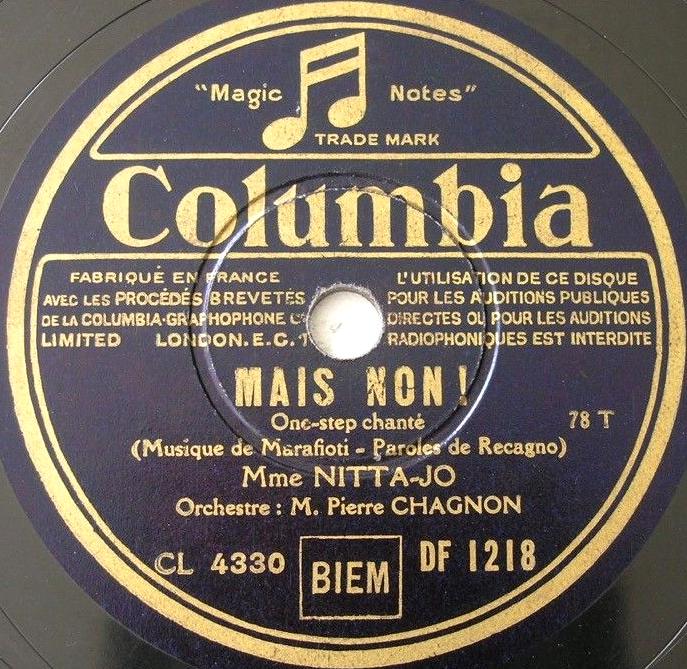 "Magic Notes"
TRADE MARK
Columbia
FABRIQUÉ EN FRANCE
AVEC LES PROCÉDÉS BREVETÉS
DE LA COLUMBIA-GRAPHOPHONE Cº
LIMITED LONDON.E.C.1
L'UTILISATION DE CE DISQUE
POUR LES AUDITIONS PUBLIQUES
DIRECTES OU POUR LES AUDITIONS
RADIOPHONIQUES EST INTERDITE
MAIS NON!
One-step chanté
78 T
(Musique de Marafioti - Paroles de Recagno)
Mme NITTA-JO
Orchestre : M. Pierre CHAGNON
CL 4330 BIEM DF 1218